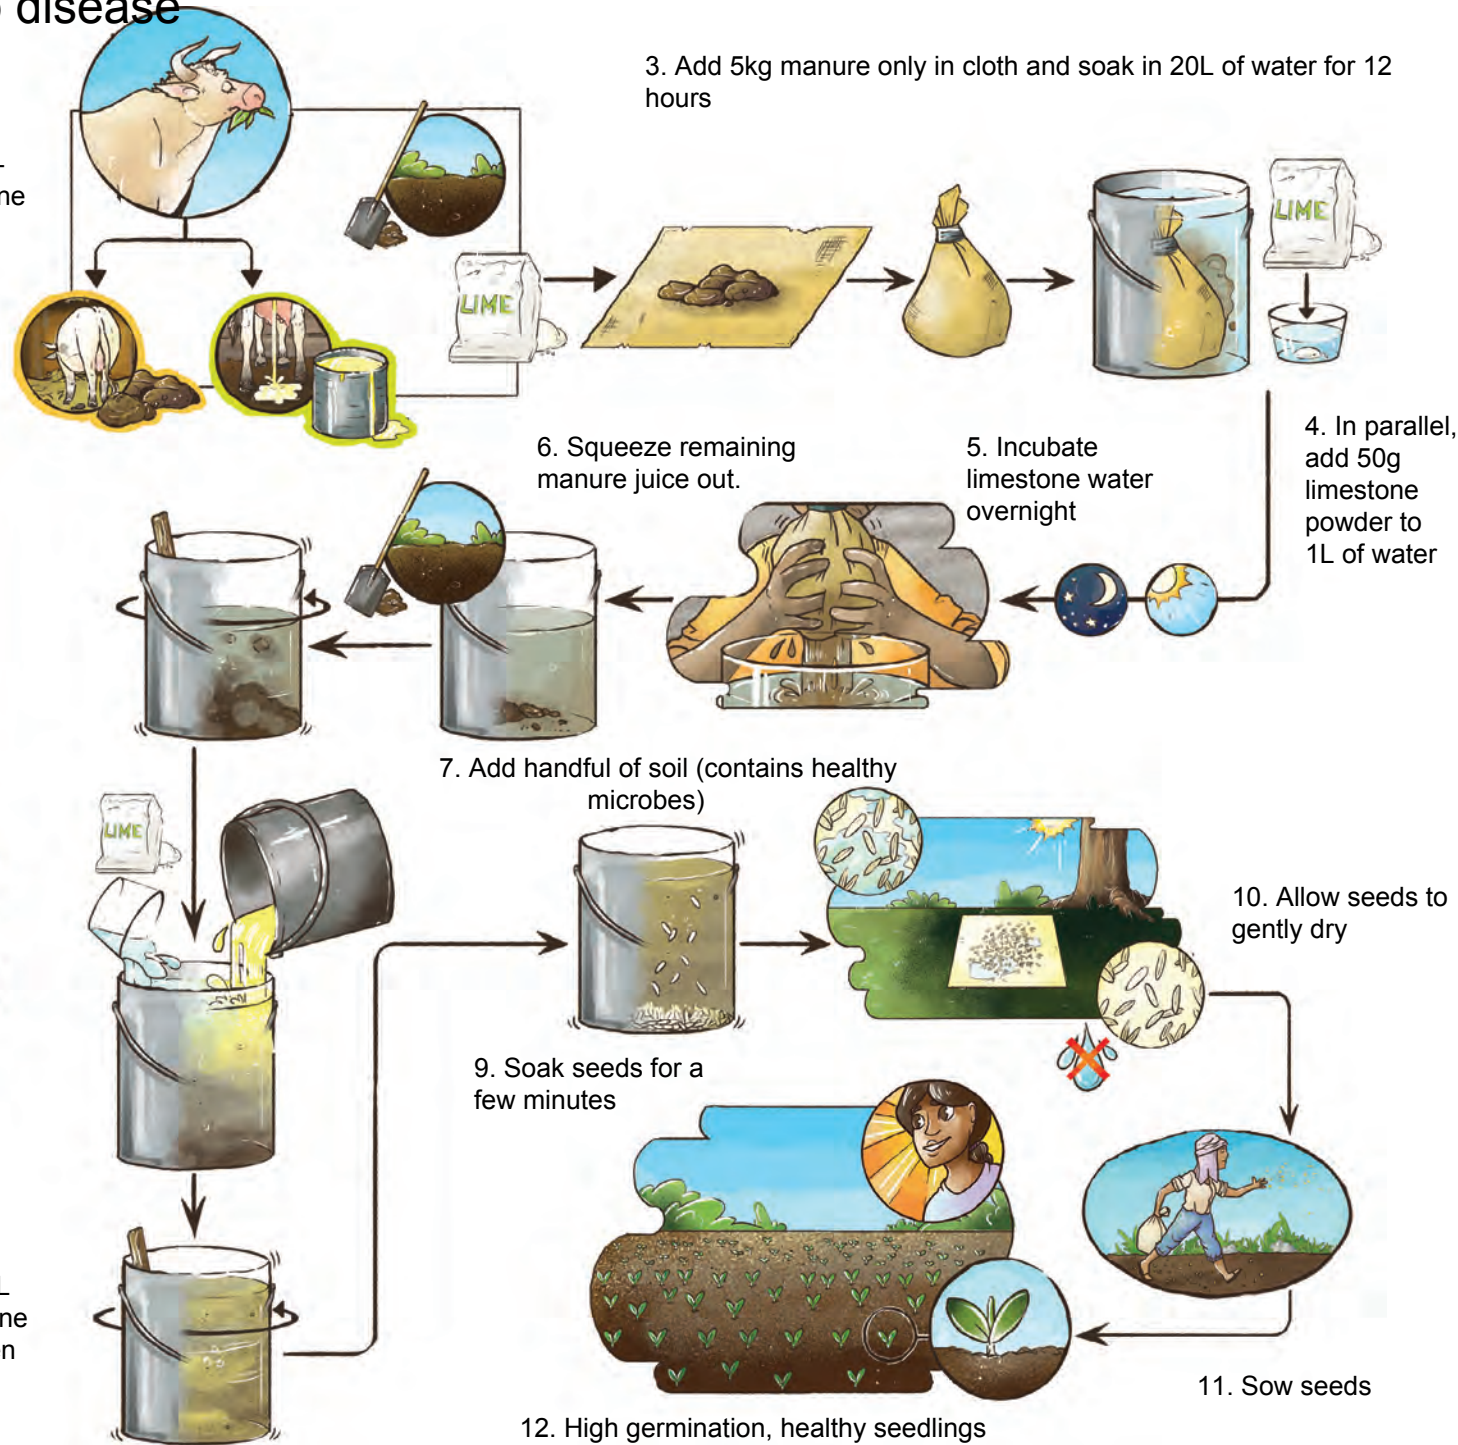 disease
3. Add 5kg manure only in cloth and soak in 20L of water for 12
hours
LIME
LIME
4. In parallel,
add 50g
limestone
powder to
1L of water
5. Incubate
limestone water
overnight
6. Squeeze remaining
manure juice out.
7. Add handful of soil (contains healthy
microbes)
LIME
9. Soak seeds for a
few minutes
10. Allow seeds to
gently dry
11. Sow seeds
12. High germination, healthy seedlings